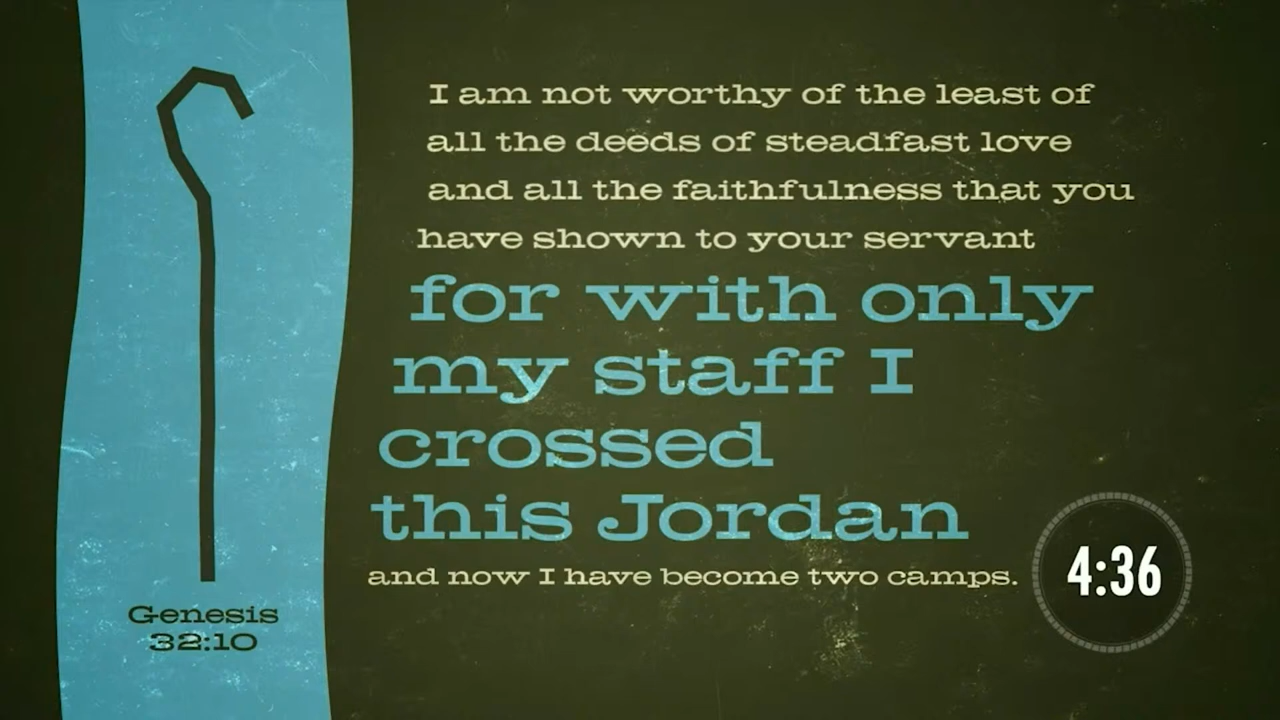 I am not worthy of the least of
all the deeds of steadfast love
and all the faithfulness that you
have shown to your servant
for with only
my staff I
crossed
this Jordan
and now I have become two camps.
Genesis
32:10
4:36